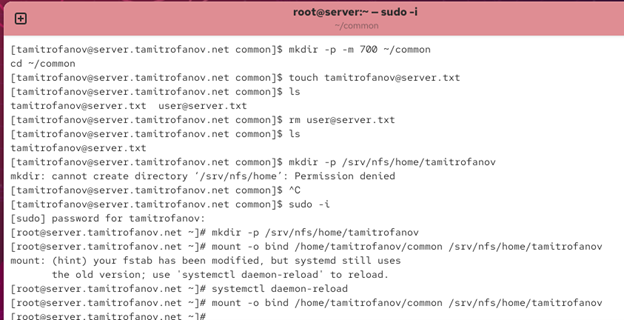 root@server:~ — sudo -i
~/common
[tamitrofanov@server.tamitrofanov.net common]$ mkdir -p -m 700 ~/common
cd ~/common
[tamitrofanov@server.tamitrofanov.net common]$ touch tamitrofanov@server.txt
[tamitrofanov@server.tamitrofanov.net common]$ ls
tamitrofanov@server.txt  user@server.txt
[tamitrofanov@server.tamitrofanov.net common]$ rm user@server.txt
[tamitrofanov@server.tamitrofanov.net common]$ ls
tamitrofanov@server.txt
[tamitrofanov@server.tamitrofanov.net common]$ mkdir -p /srv/nfs/home/tamitrofanov
mkdir: cannot create directory ‘/srv/nfs/home’: Permission denied
[tamitrofanov@server.tamitrofanov.net common]$ ^C
[tamitrofanov@server.tamitrofanov.net common]$ sudo -i
[sudo] password for tamitrofanov:
[root@server.tamitrofanov.net ~]# mkdir -p /srv/nfs/home/tamitrofanov
[root@server.tamitrofanov.net ~]# mount -o bind /home/tamitrofanov/common /srv/nfs/home/tamitrofanov
mount: (hint) your fstab has been modified, but systemd still uses
       the old version; use 'systemctl daemon-reload' to reload.
[root@server.tamitrofanov.net ~]# systemctl daemon-reload
[root@server.tamitrofanov.net ~]# mount -o bind /home/tamitrofanov/common /srv/nfs/home/tamitrofanov
[root@server.tamitrofanov.net ~]#